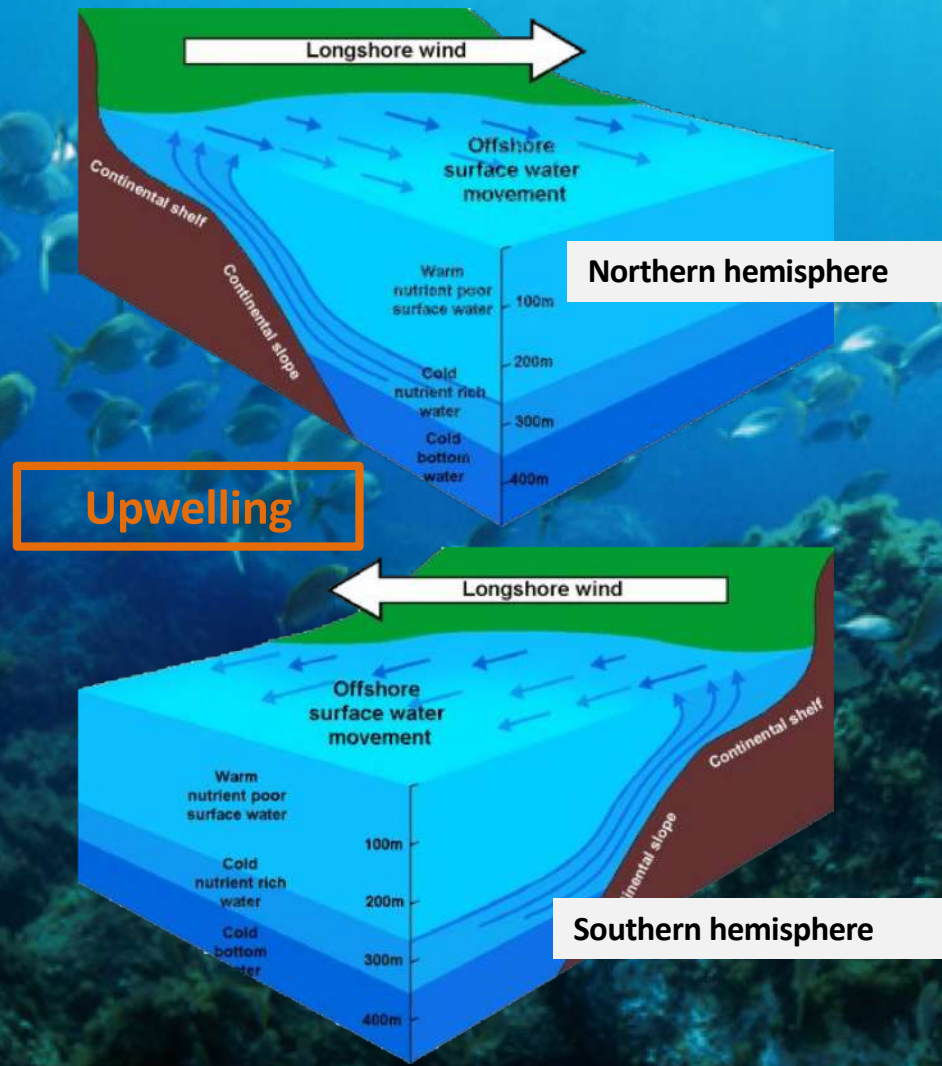 Longshore wind
Offshore
surface water
movement
Continental shelf
Continental slope
Warm
nutrient poor
surface water
100m
200m
Cold
nutrient rich
water
300m
Cold
bottom
water
400m
Northern hemisphere
Upwelling
Longshore wind
Offshore
surface water
movement
Continental shelf
Warm
nutrient poor
surface water
100m
Cold
nutrient rich
water
200m
slope
Cold
bottom
300m
400m
Southern hemisphere